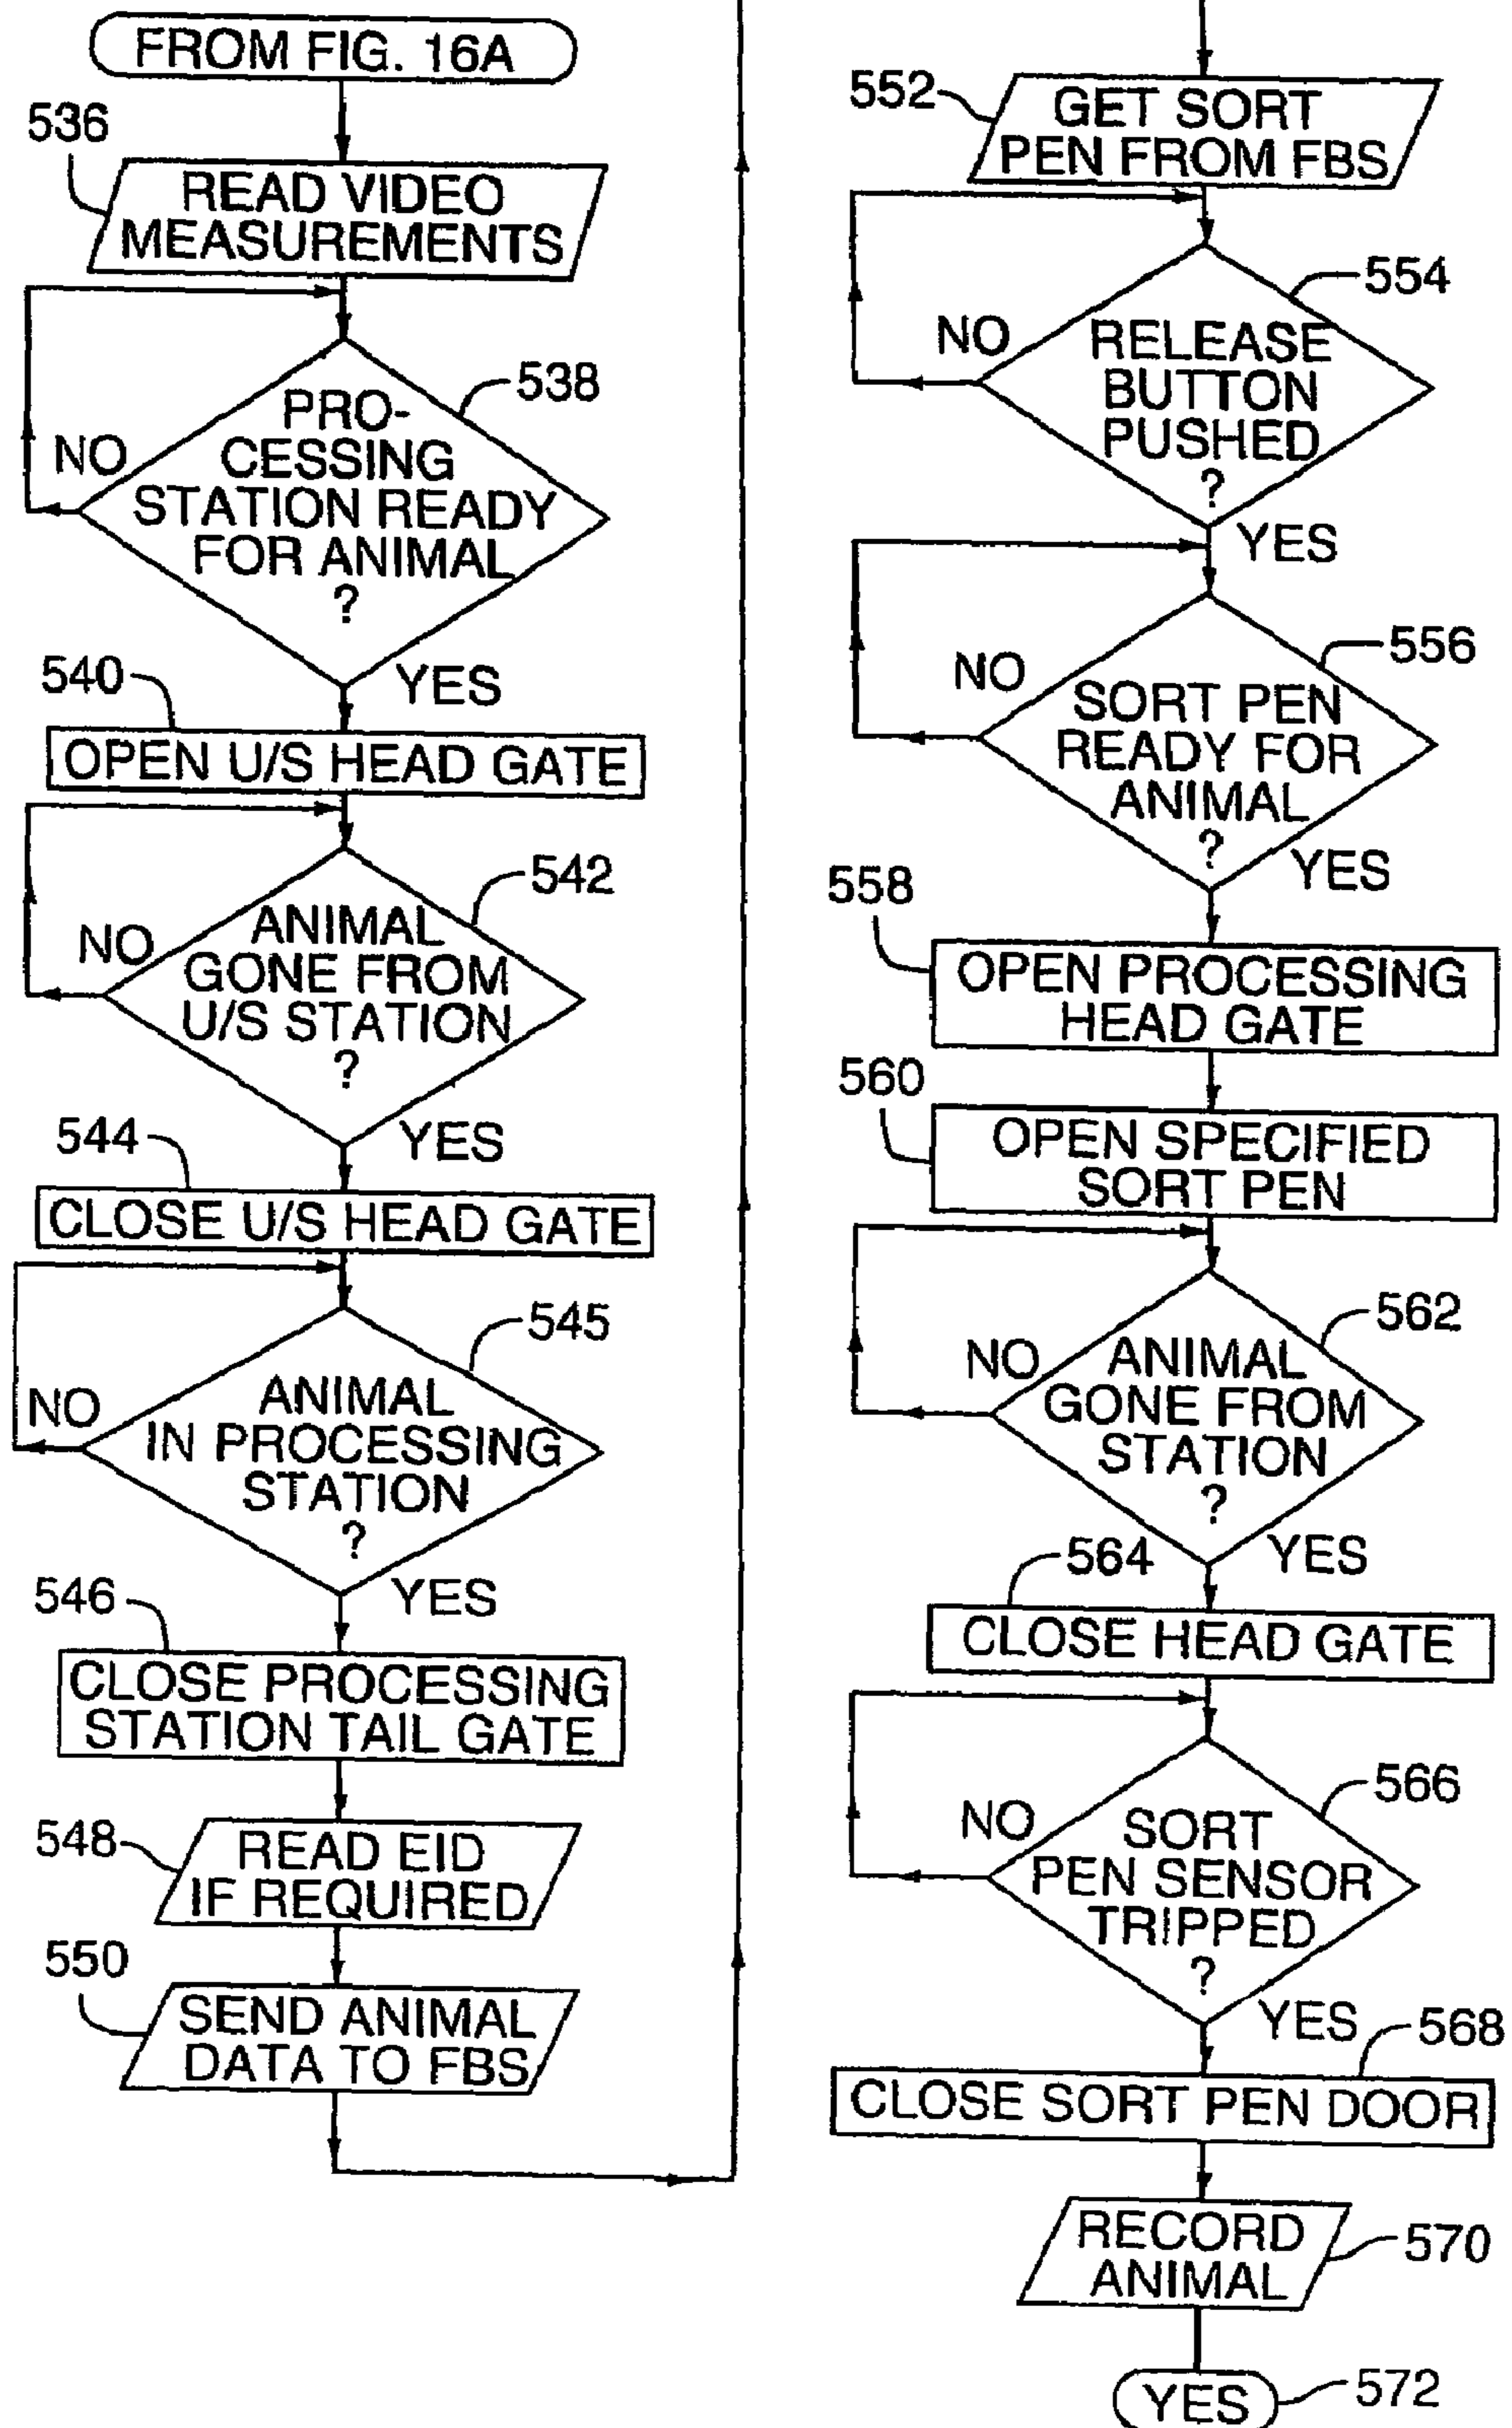 FROM FIG. 16A
536
READ VIDEO
MEASUREMENTS
538
PRO-
CESSING
STATION READY
FOR ANIMAL
?
NO
YES
540
OPEN U/S HEAD GATE
542
ANIMAL
GONE FROM
U/S STATION
?
NO
YES
544
CLOSE U/S HEAD GATE
545
ANIMAL
IN PROCESSING
STATION
?
NO
YES
546
CLOSE PROCESSING
STATION TAIL GATE
548
READ EID
IF REQUIRED
550
SEND ANIMAL
DATA TO FBS
552
GET SORT
PEN FROM FBS
554
RELEASE
BUTTON
PUSHED
?
NO
YES
556
SORT PEN
READY FOR
ANIMAL
?
NO
YES
558
OPEN PROCESSING
HEAD GATE
560
OPEN SPECIFIED
SORT PEN
562
ANIMAL
GONE FROM
STATION
?
NO
YES
564
CLOSE HEAD GATE
566
SORT
PEN SENSOR
TRIPPED
?
NO
YES
568
CLOSE SORT PEN DOOR
RECORD
ANIMAL
570
YES
572